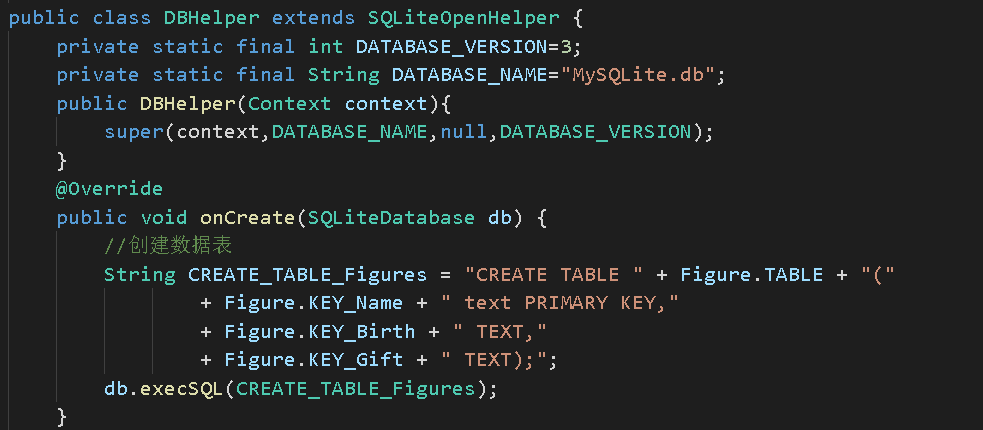 public class DBHelper extends SQLiteOpenHelper {
    private static final int DATABASE_VERSION=3;
    private static final String DATABASE_NAME="MySQLite.db";
    public DBHelper(Context context){
        super(context,DATABASE_NAME,null,DATABASE_VERSION);
    }
    @Override
    public void onCreate(SQLiteDatabase db) {
        //创建数据表
        String CREATE_TABLE_Figures = "CREATE TABLE " + Figure.TABLE + "("
                + Figure.KEY_Name + " text PRIMARY KEY,"
                + Figure.KEY_Birth + " TEXT,"
                + Figure.KEY_Gift + " TEXT);";
        db.execSQL(CREATE_TABLE_Figures);
    }